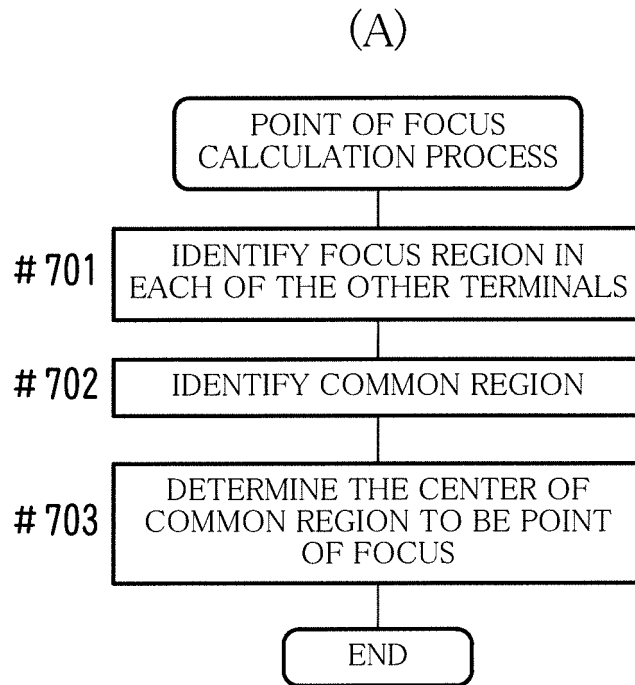 (A)
POINT OF FOCUS
CALCULATION PROCESS
#701
IDENTIFY FOCUS REGION IN
EACH OF THE OTHER TERMINALS
#702
IDENTIFY COMMON REGION
#703
DETERMINE THE CENTER OF
COMMON REGION TO BE POINT
OF FOCUS
END